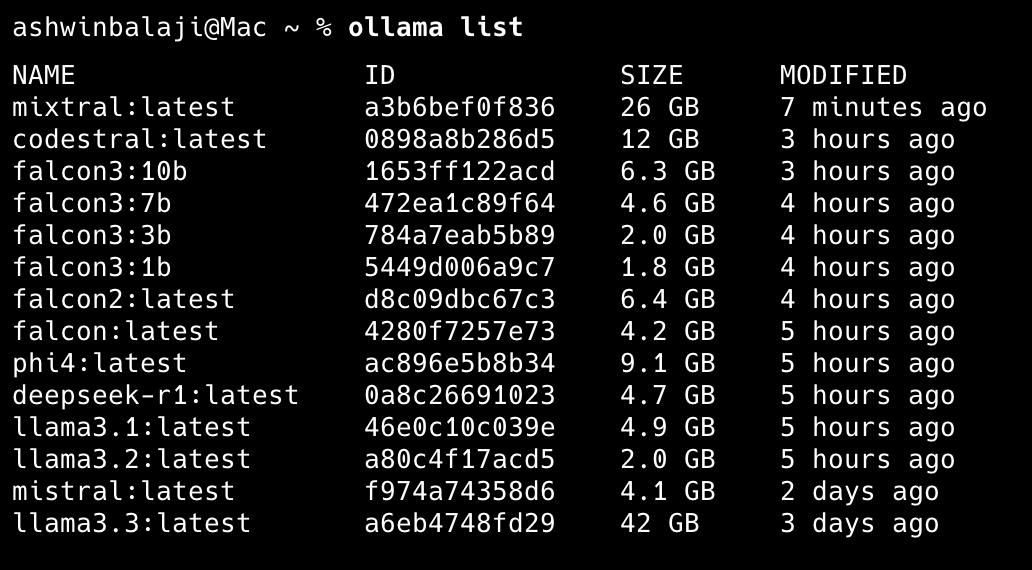 ashwinbalaji@Mac ~ % ollama list
NAME ID SIZE MODIFIED
mixtral:latest a3b6bef0f836 26 GB 7 minutes ago
codestral:latest 0898a8b286d5 12 GB 3 hours ago
falcon3:10b 1653ff122acd 6.3 GB 3 hours ago
falcon3:7b 472ea1c89f64 4.6 GB 4 hours ago
falcon3:3b 784a7eab5b89 2.0 GB 4 hours ago
falcon3:1b 5449d006a9c7 1.8 GB 4 hours ago
falcon2:latest d8c09dbc67c3 6.4 GB 4 hours ago
falcon:latest 4280f7257e73 4.2 GB 5 hours ago
phi4:latest ac896e5b8b34 9.1 GB 5 hours ago
deepseek-r1:latest 0a8c26691023 4.7 GB 5 hours ago
llama3.1:latest 46e0c10c039e 4.9 GB 5 hours ago
llama3.2:latest a80c4f17acd5 2.0 GB 5 hours ago
mistral:latest f974a74358d6 4.1 GB 2 days ago
llama3.3:latest a6eb4748fd29 42 GB 3 days ago